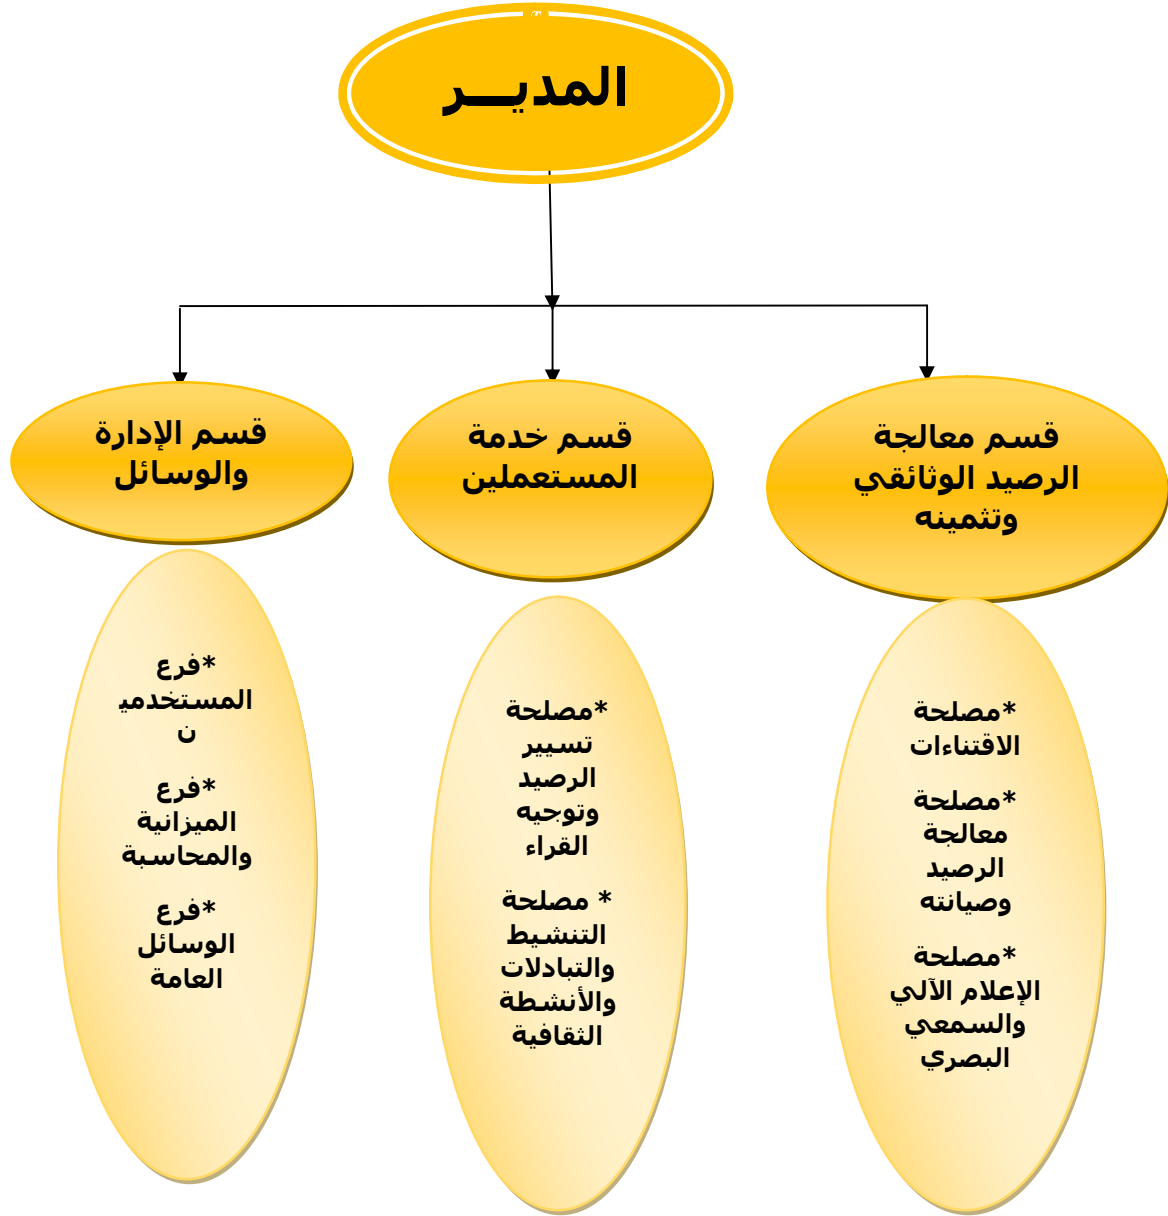 المديـــر
قسم معالجة
الرصيد الوثائقي
وتثمينه
قسم خدمة
المستعملين
قسم الإدارة
والوسائل
*مصلحة
الاقتناءات
*مصلحة
معالجة
الرصيد
وصيانته
*مصلحة
الإعلام الآلي
والسمعي
البصري
*مصلحة
تسيير
الرصيد
وتوجيه
القراء
* مصلحة
التنشيط
والتبادلات
والأنشطة
الثقافية
*فرع
المستخدمي
ن
*فرع
الميزانية
والمحاسبة
*فرع
الوسائل
العامة